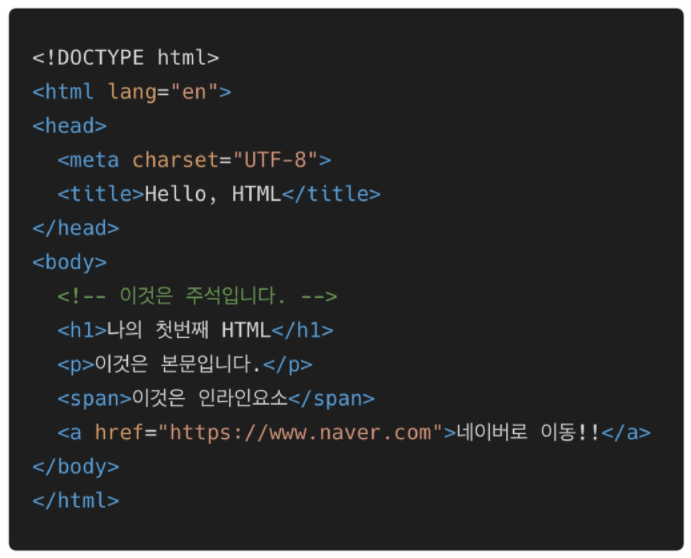 <!DOCTYPE html>
<html lang="en">
<head>
  <meta charset="UTF-8">
  <title>Hello, HTML</title>
</head>
<body>
  <!-- 이것은 주석입니다. -->
  <h1>나의 첫번째 HTML</h1>
  <p>이것은 본문입니다.</p>
  <span>이것은 인라인요소</span>
  <a href="https://www.naver.com">네이버로 이동!!</a>
</body>
</html>